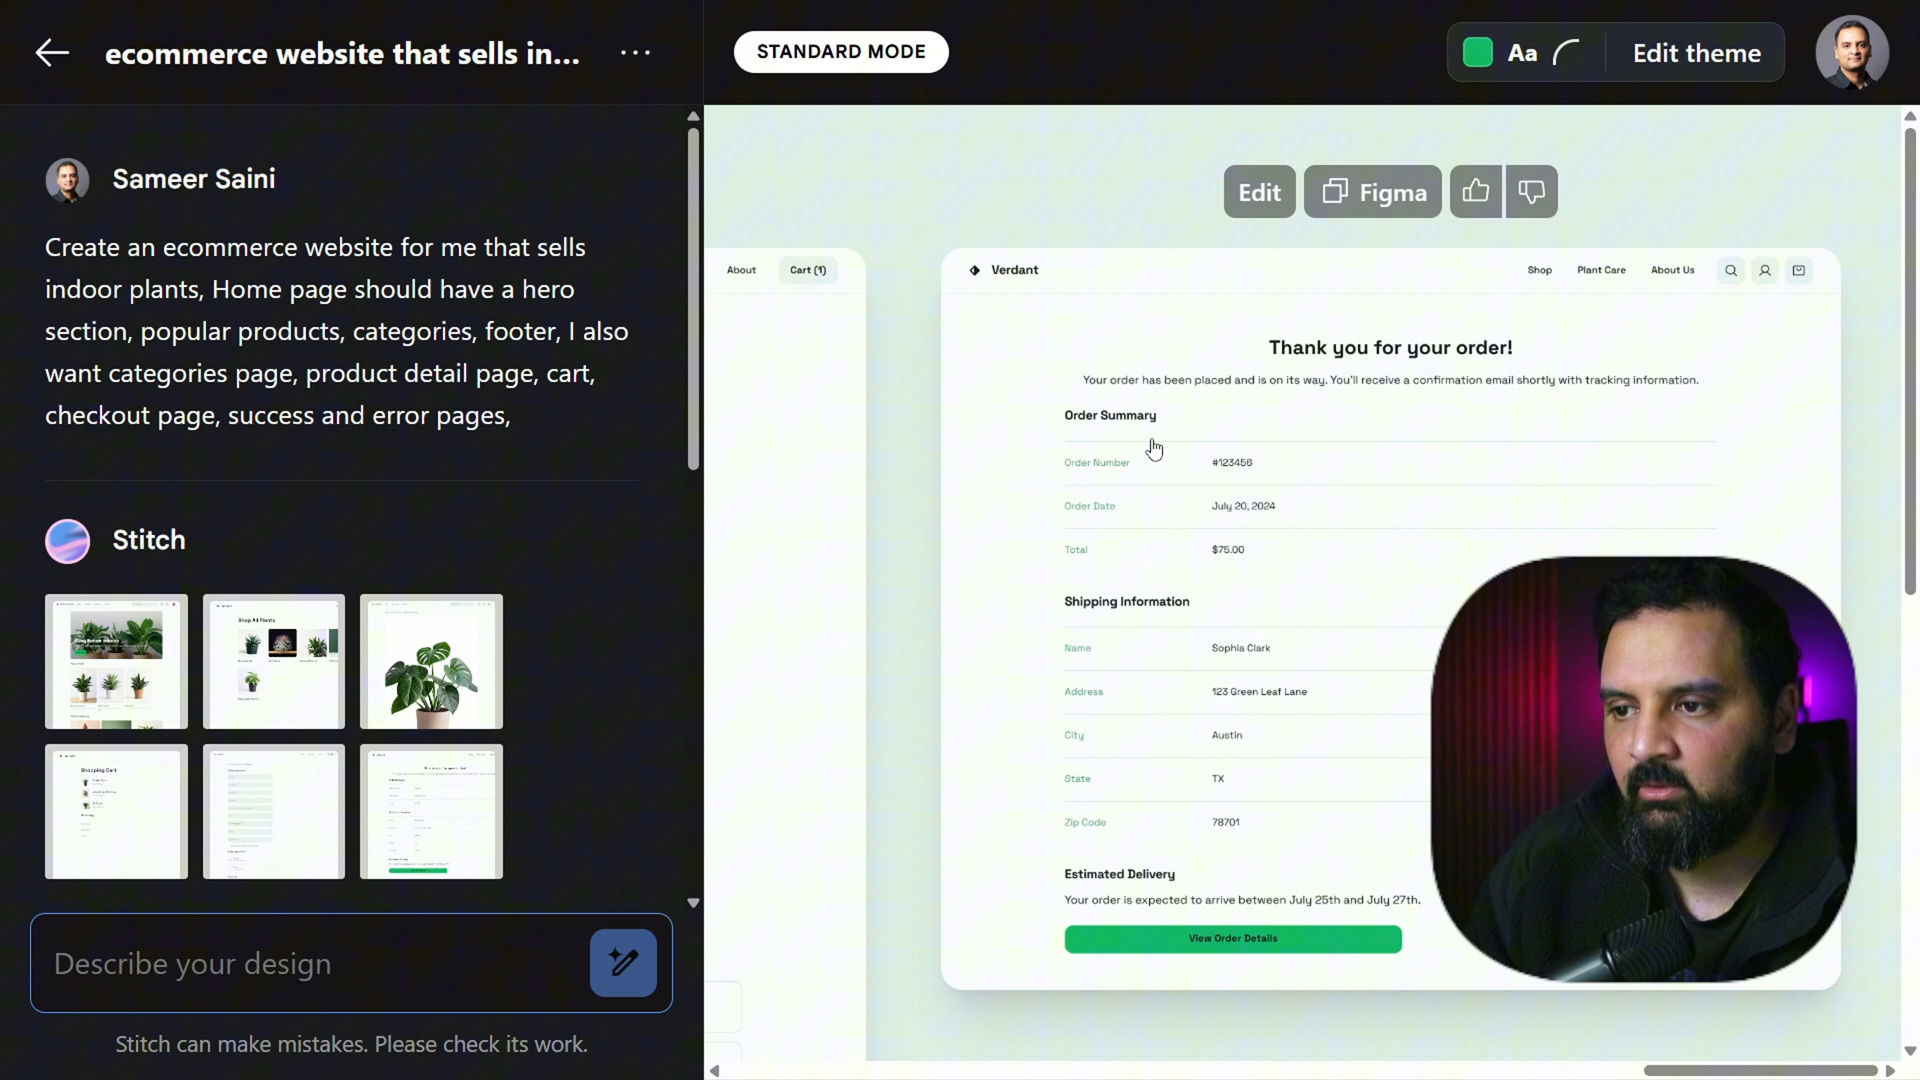 ecommerce website that sells in...
STANDARD MODE
Aa
Edit theme
Sameer Saini
Create an ecommerce website for me that sells
indoor plants, Home page should have a hero
section, popular products, categories, footer, I also
want categories page, product detail page, cart,
checkout page, success and error pages,
Stitch
Shop All Plants
Shopping Cart
Describe your design
Stitch can make mistakes. Please check its work.
Edit
Figma
About
Cart (1)
Verdant
Shop
Plant Care
About Us
Thank you for your order!
Your order has been placed and is on its way. You'll receive a confirmation email shortly with tracking information.
Order Summary
Order Number
#123456
Order Date
July 20, 2024
Total
$75.00
Shipping Information
Name
Sophia Clark
Address
123 Green Leaf Lane
City
Austin
State
TX
Zip Code
78701
Estimated Delivery
Your order is expected to arrive between July 25th and July 27th.
View Order Details